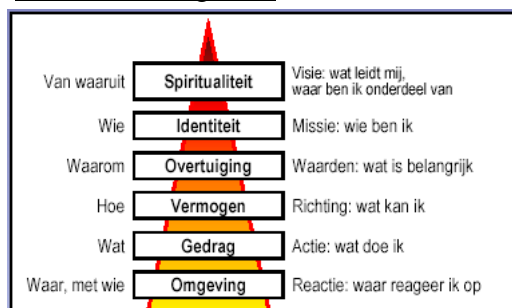 Van waaruit Spiritualiteit Visie: wat leidt mij,
waar ben ik onderdeel van
Wie Identiteit Missie: wie ben ik
Waarom Overtuiging Waarden: wat is belangrijk
Hoe Vermogen Richting: wat kan ik
Wat Gedrag Actie: wat doe ik
Waar, met wie Omgeving Reactie: waar reageer ik op